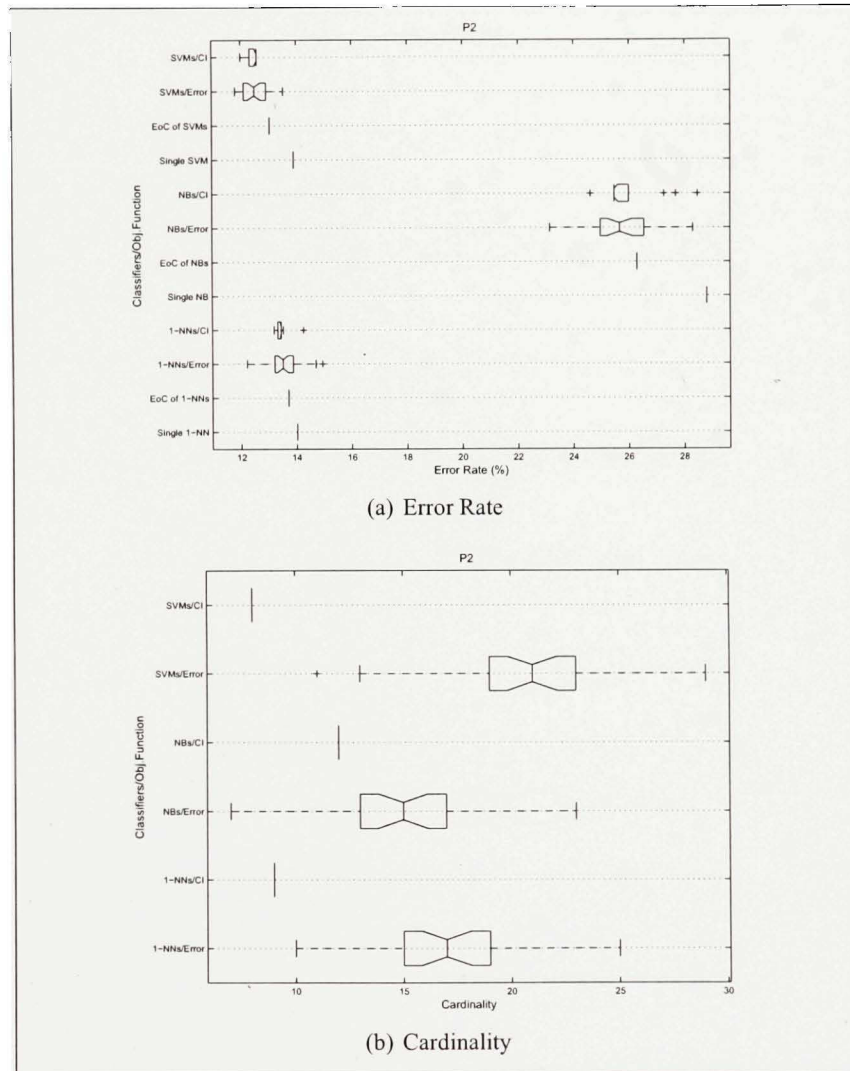 P2
SVMs/CI
SVMs/Error
EoC of SVMs
Single SVM
NBs/CI
NBs/Error
EoC of NBs
Single NB
1-NNs/CI
1-NNs/Error
EoC of 1-NNs
Single 1-NN
Classifiers/Obj.Function
12 14 16 18 20 22 24 26 28
Error Rate (%)
(a) Error Rate
P2
SVMs/CI
SVMs/Error
NBs/CI
NBs/Error
1-NNs/CI
1-NNs/Error
Classifiers/Obj.Function
10 15 20 25 30
Cardinality
(b) Cardinality